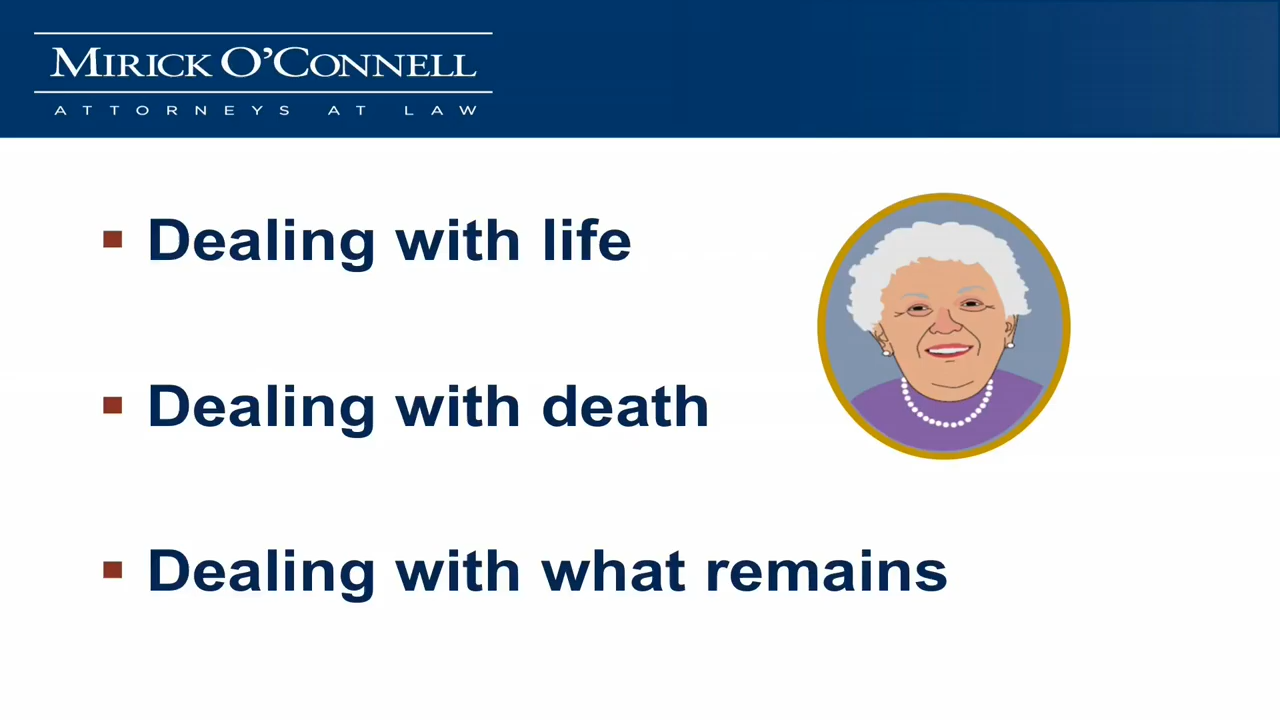 MIRICK O'CONNELL
ATTORNEYS AT LAW
Dealing with life
Dealing with death
Dealing with what remains